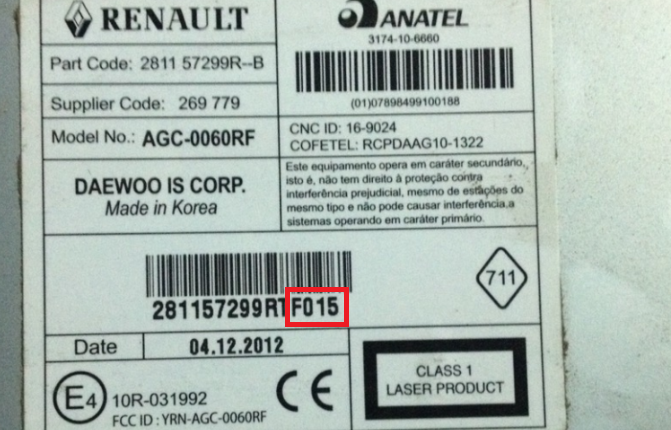 RENAULT
Part Code: 2811 57299R--B
Supplier Code: 269 779
Model No.: AGC-0060RF
DAEWOO IS CORP.
Made in Korea
ANATEL
3174-10-6660
(01)07898499100188
CNC ID: 16-9024
COFETEL: RCPDAAG10-1322
Este equipamento opera em caráter secundário,
isto é, não tem direito à proteção contra
interferência prejudicial, mesmo de estações do
mesmo tipo e não pode causar interferência,a
sistemas operando em caráter primário.
281157299RTF015
711
Date 04.12.2012
E4 10R-031992
FCC ID : YRN-AGC-0060RF
CE
CLASS 1
LASER PRODUCT